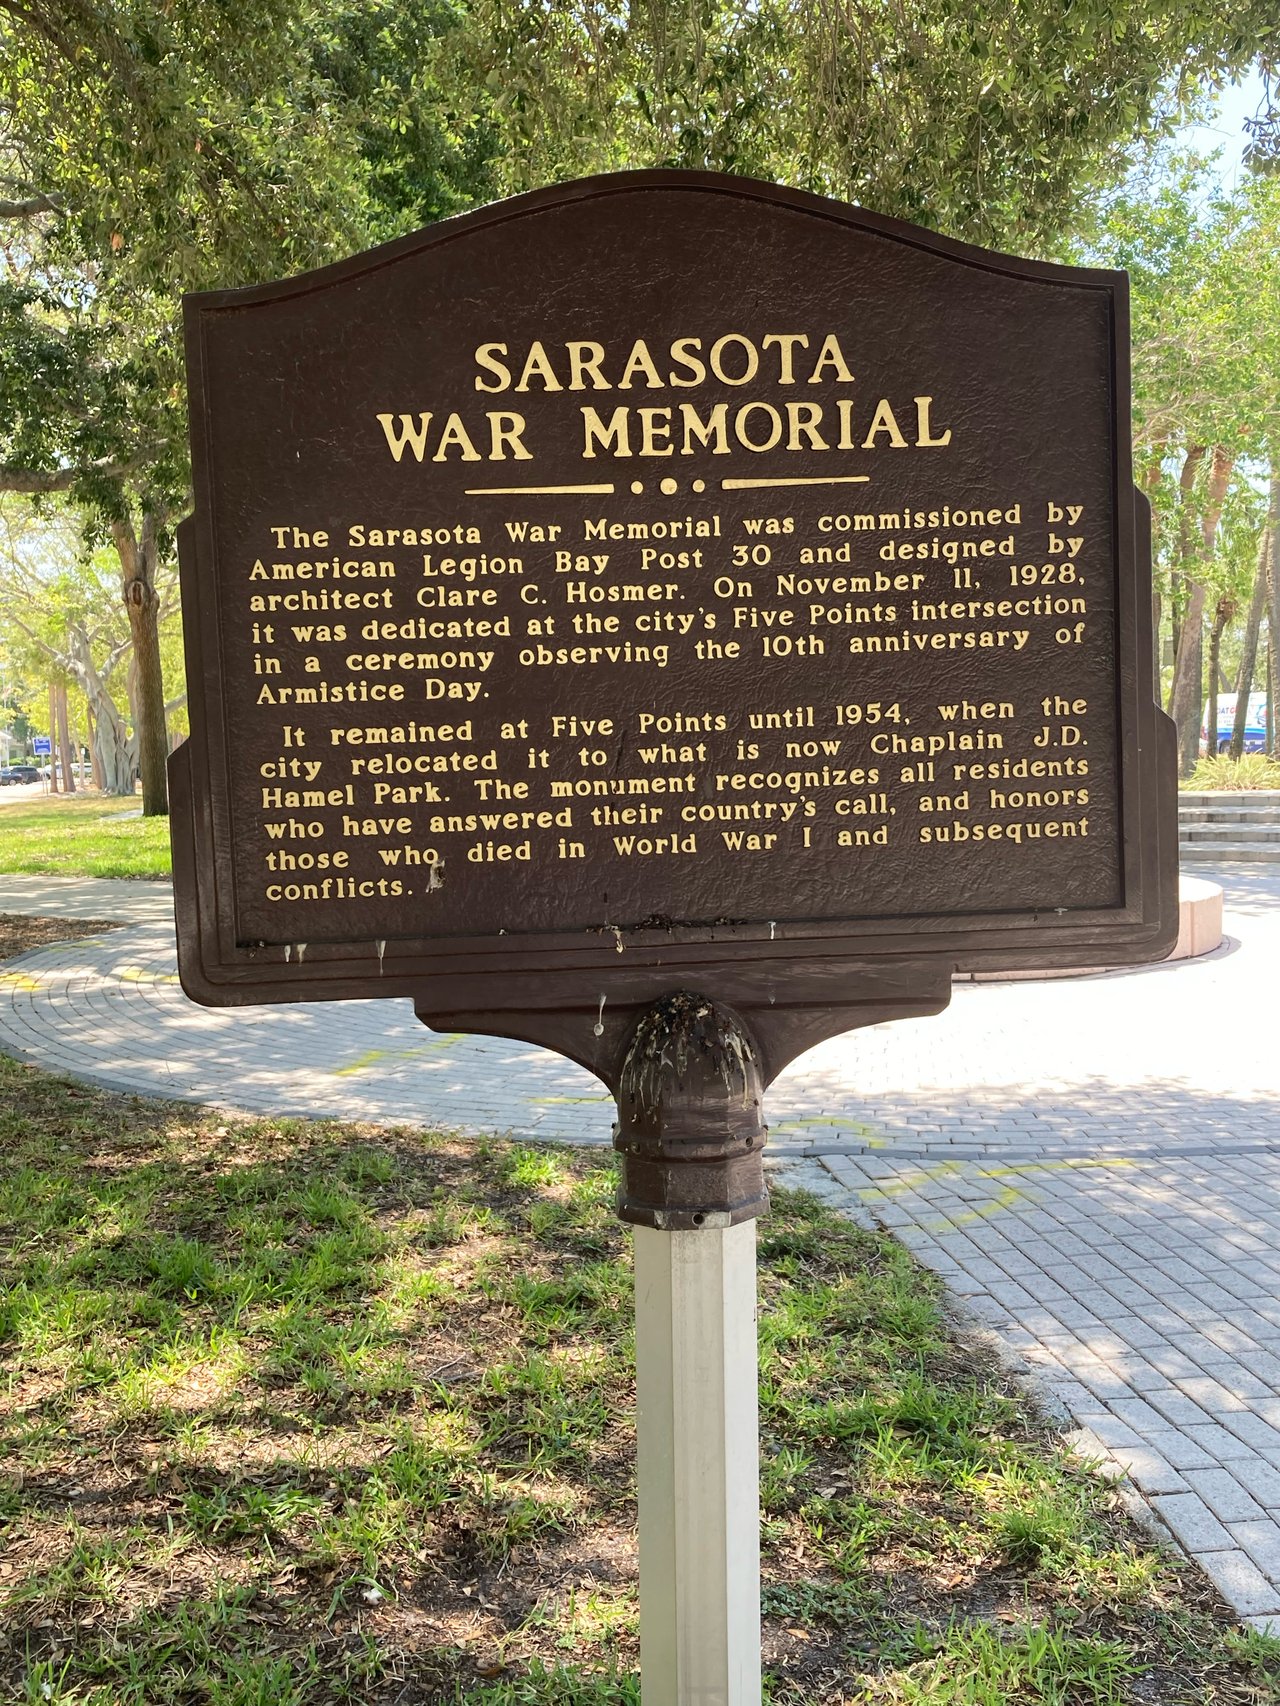 SARASOTA
WAR MEMORIAL
The Sarasota War Memorial was commissioned by
American Legion Bay Post 30 and designed by
architect Clare C. Hosmer. On November 11, 1928,
it was dedicated at the city's Five Points intersection
in a ceremony observing the 10th anniversary of
Armistice Day.
It remained at Five Points until 1954, when the
city relocated it to what is now Chaplain J.D.
Hamel Park. The monument recognizes all residents
who have answered their country's call, and honors
those who died in World War I and subsequent
conflicts.